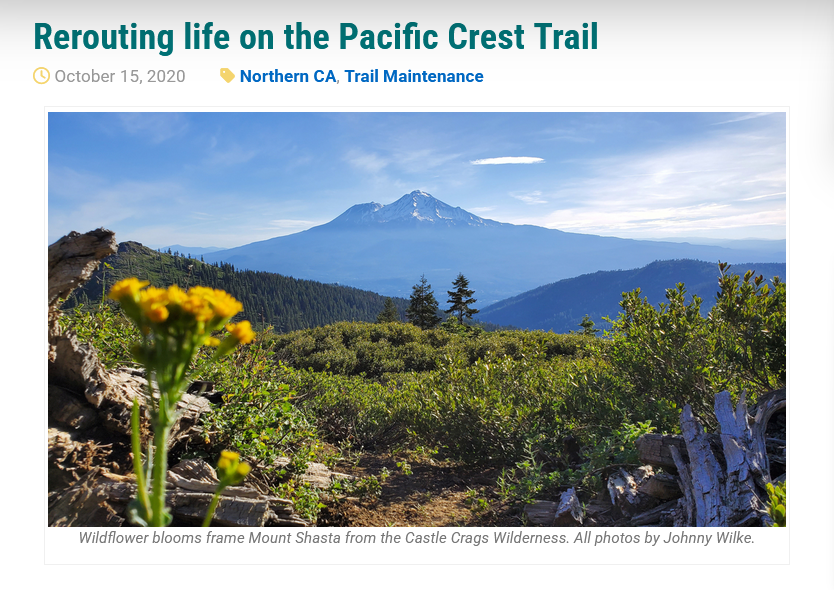 Rerouting life on the Pacific Crest Trail
October 15, 2020 Northern CA, Trail Maintenance
Wildflower blooms frame Mount Shasta from the Castle Crags Wilderness. All photos by Johnny Wilke.